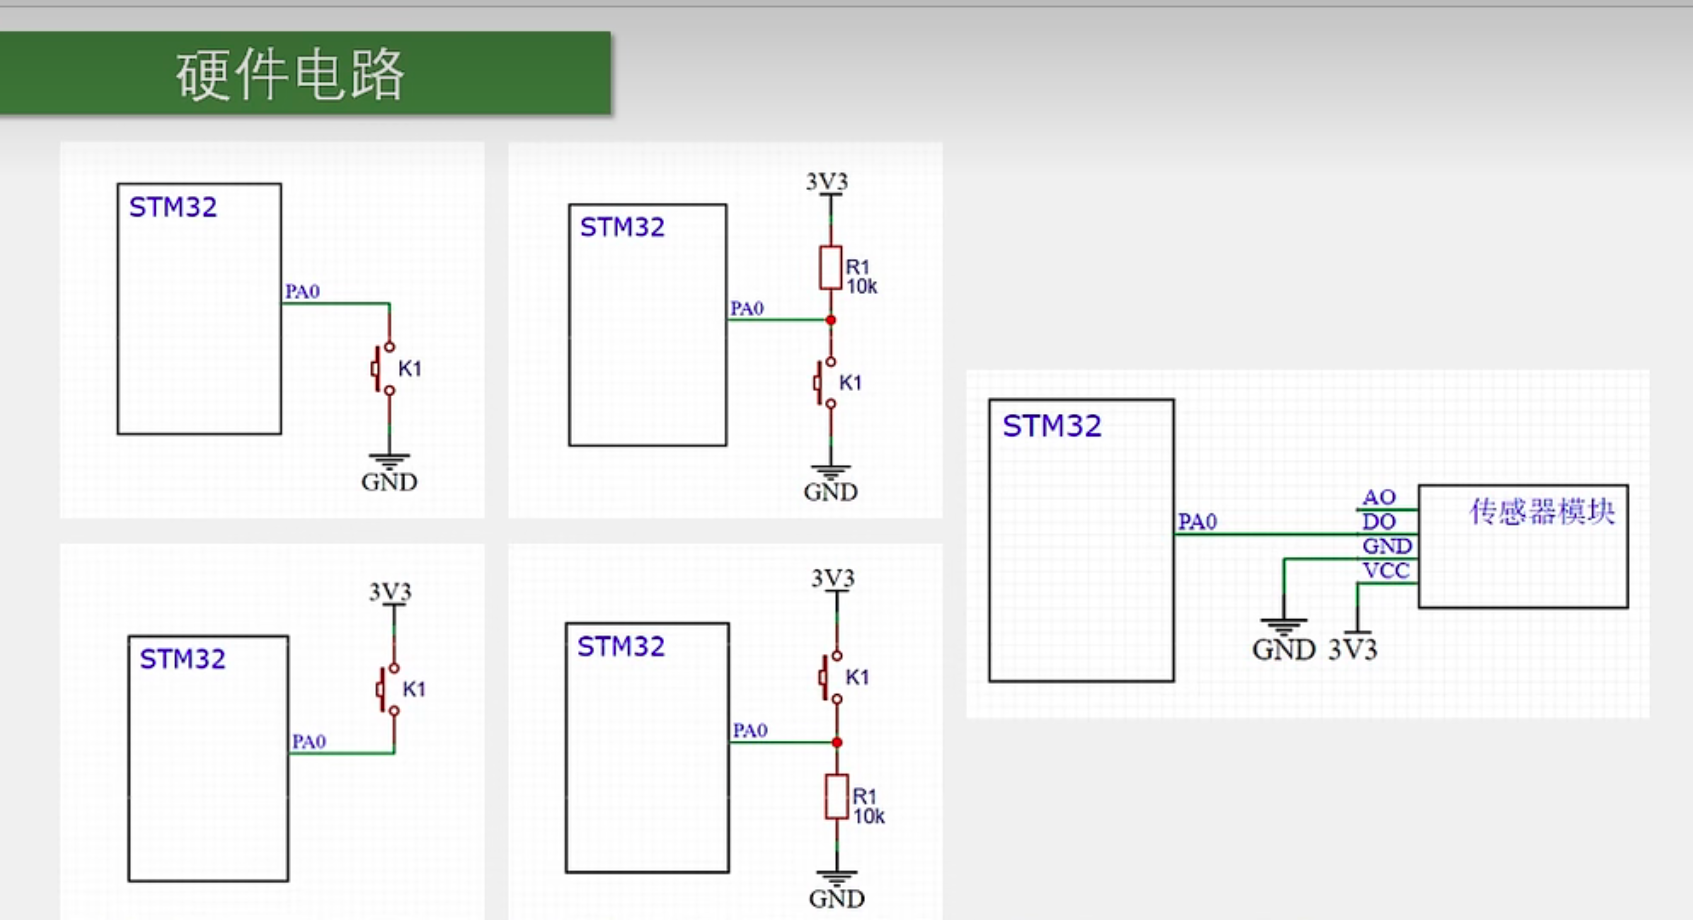 硬件电路
STM32
PA0
K1
GND
3V3
STM32
R1
10k
PA0
K1
GND
3V3
STM32
K1
PA0
3V3
STM32
K1
PA0
R1
10k
GND
STM32
PA0
AO
DO
GND
VCC
传感器模块
GND 3V3